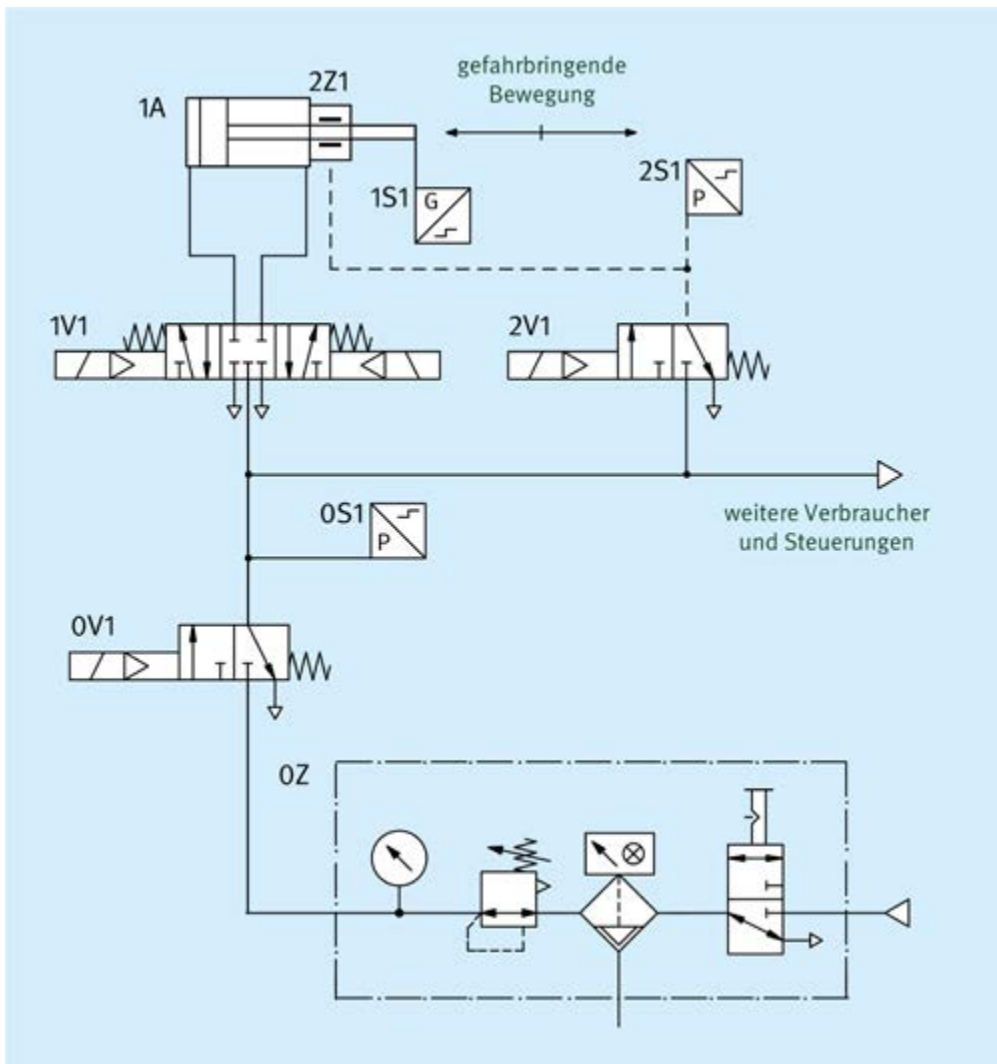 2Z1
1A
gefahrbringende
Bewegung
1S1
G
2S1
P
1V1
2V1
0S1
P
weitere Verbraucher
und Steuerungen
0V1
0Z